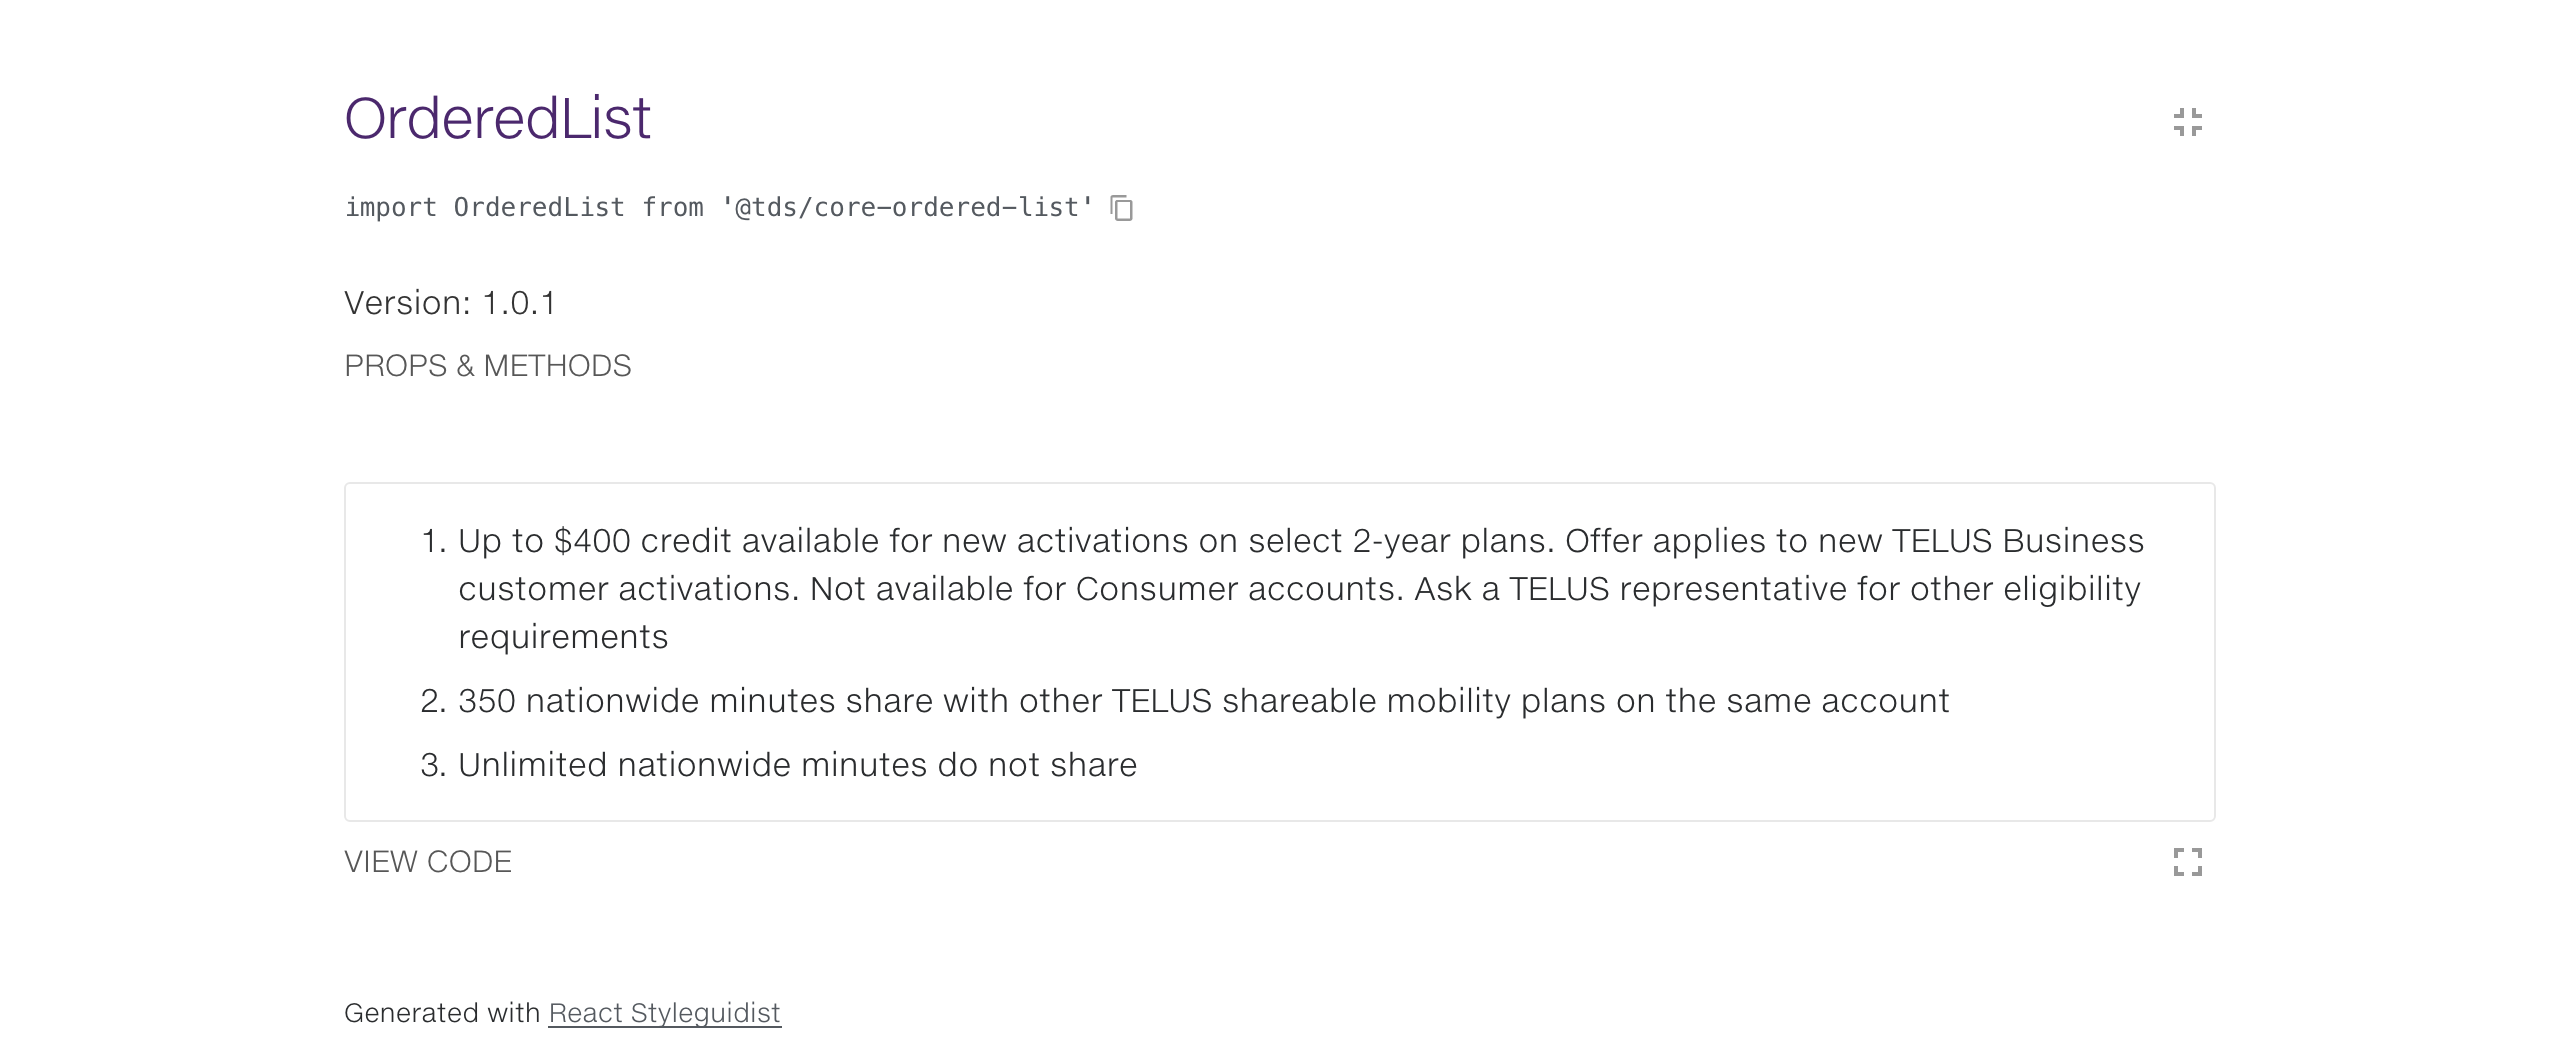 OrderedList
import OrderedList from '@tds/core-ordered-list'
Version: 1.0.1
PROPS & METHODS
1. Up to $400 credit available for new activations on select 2-year plans. Offer applies to new TELUS Business
customer activations. Not available for Consumer accounts. Ask a TELUS representative for other eligibility
requirements
2. 350 nationwide minutes share with other TELUS shareable mobility plans on the same account
3. Unlimited nationwide minutes do not share
VIEW CODE
Generated with React Styleguidist